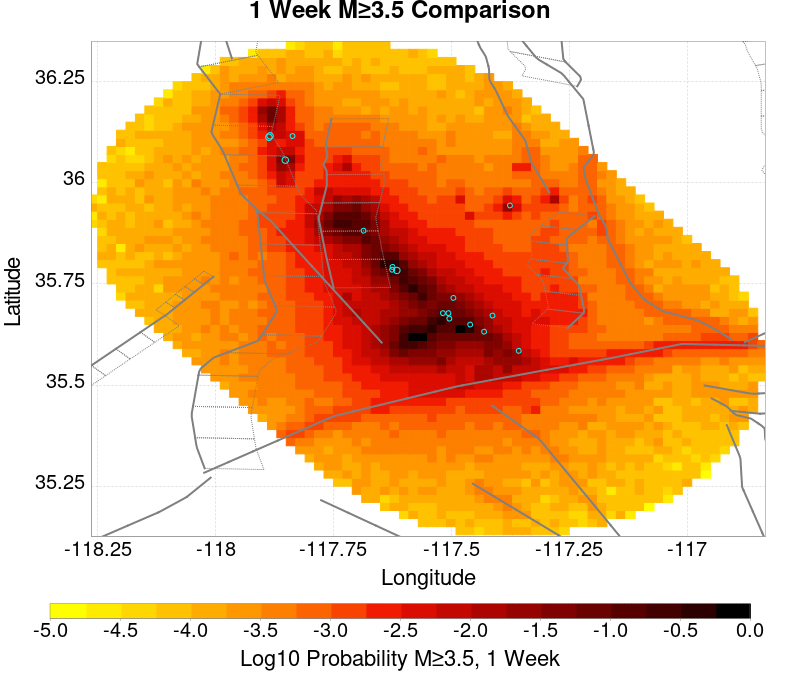 1 Week M≥3.5 Comparison
36.25
36
35.75
35.5
35.25
Latitude
-118.25 -118 -117.75 -117.5 -117.25 -117
Longitude
-5.0 -4.5 -4.0 -3.5 -3.0 -2.5 -2.0 -1.5 -1.0 -0.5 0.0
Log10 Probability M≥3.5, 1 Week